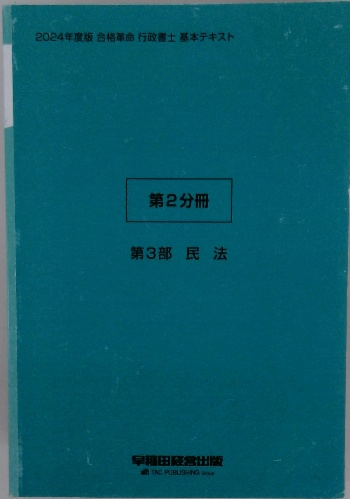 2024年度版 合格革命 行政書士 基本テキスト
第2分冊
第3部 民 法
早稲田経営出版
TAC PUBLISHING Group